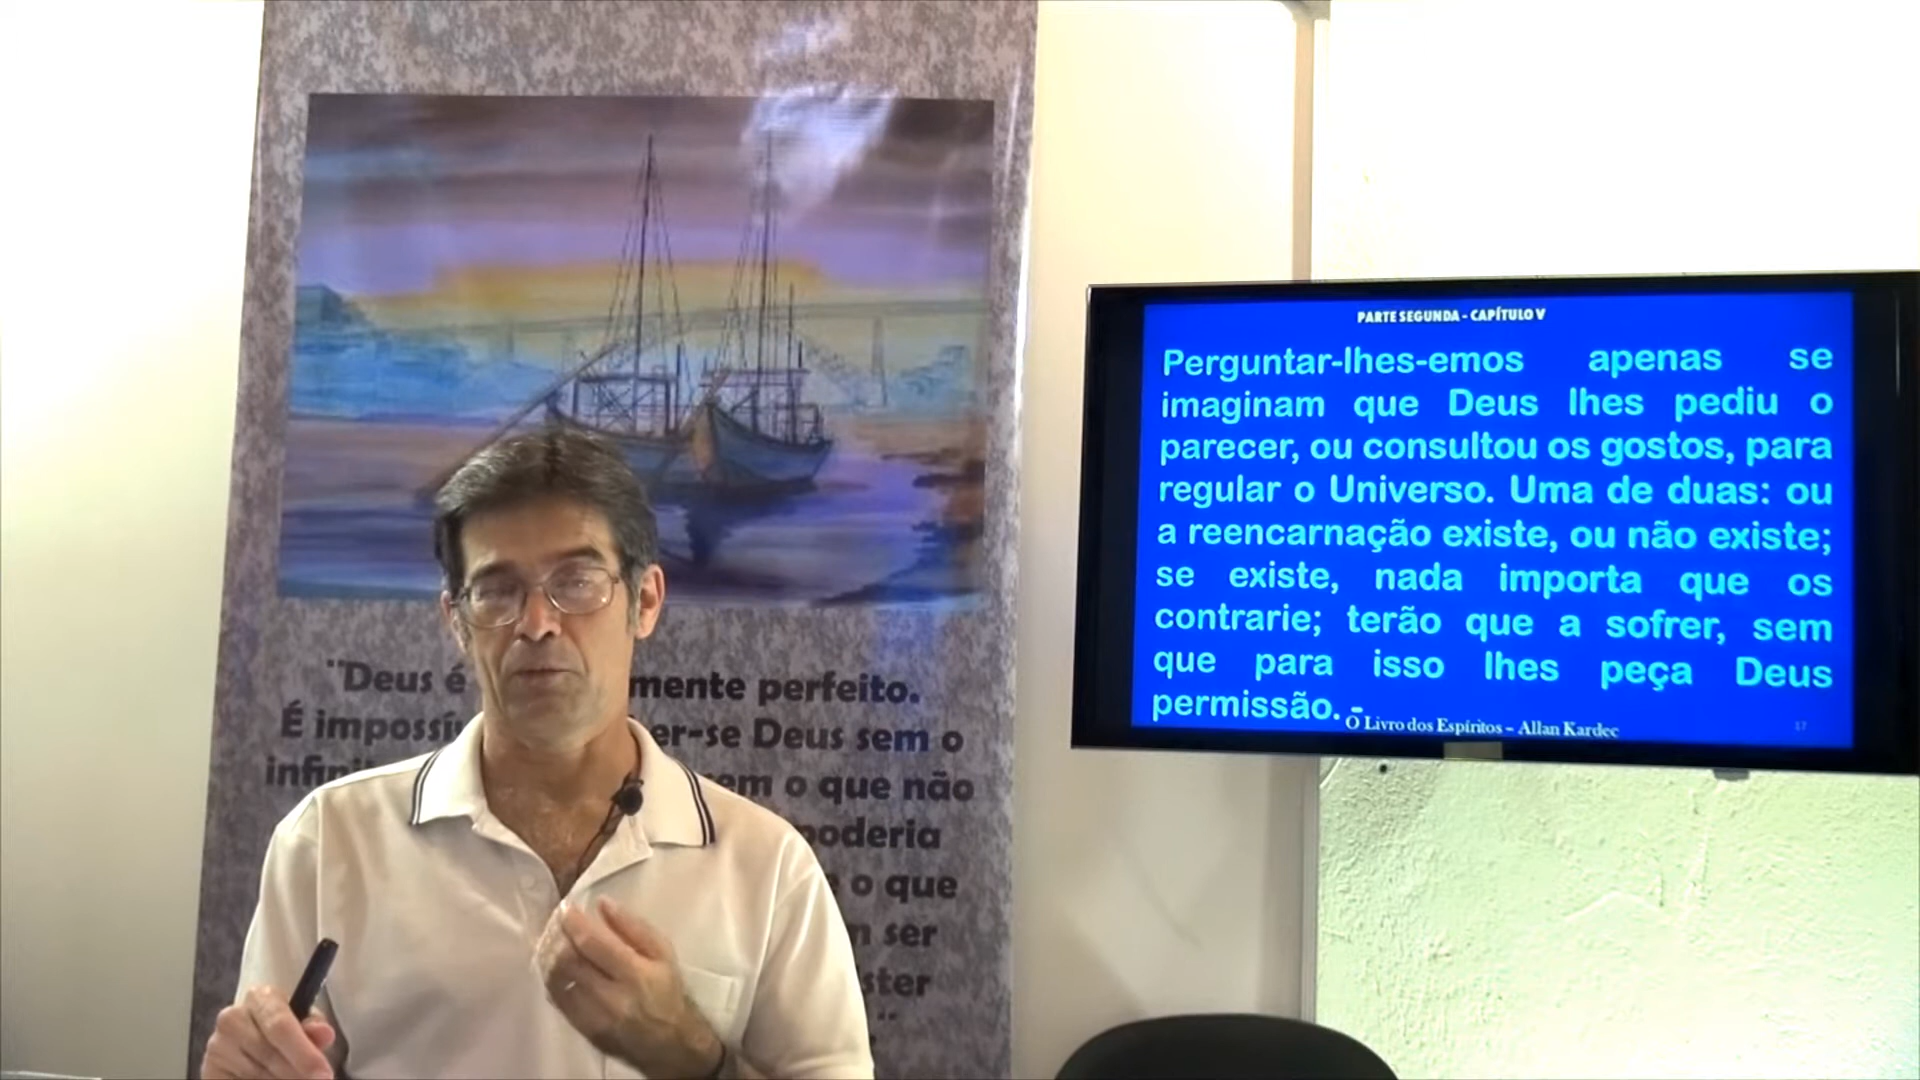 ¨Deus é mente perfeito.
É impossí er-se Deus sem o
infini em o que não
poderia
o que
ser
ster
¨
PARTE SEGUNDA - CAPÍTULO V
Perguntar-lhes-emos apenas se
imaginam que Deus lhes pediu o
parecer, ou consultou os gostos, para
regular o Universo. Uma de duas: ou
a reencarnação existe, ou não existe;
se existe, nada importa que os
contrarie; terão que a sofrer, sem
que para isso lhes peça Deus
permissão. -
O Livro dos Espíritos – Allan Kardec
17